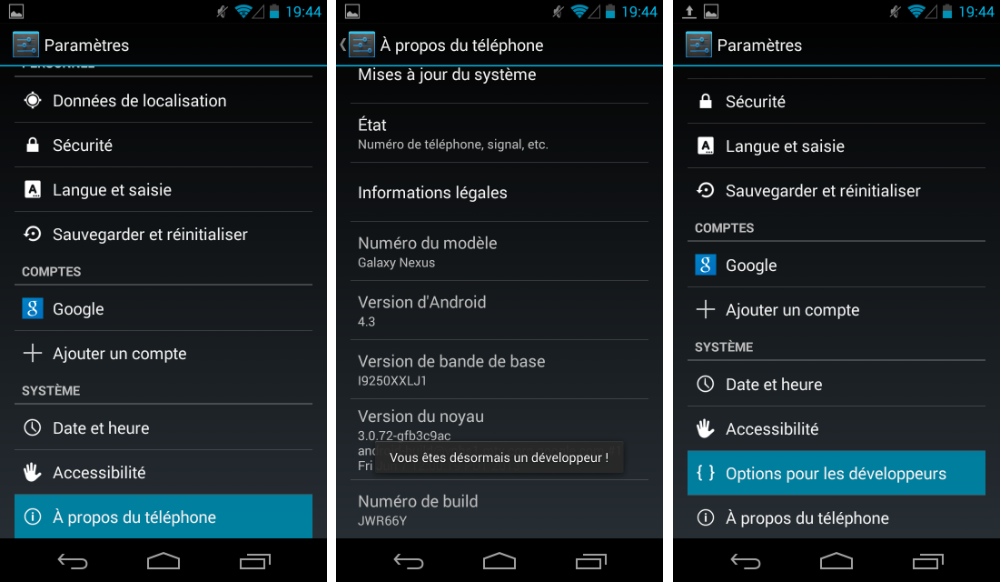 19:44
Paramètres
PERSONNEL
Données de localisation
Sécurité
Langue et saisie
Sauvegarder et réinitialiser
COMPTES
Google
Ajouter un compte
SYSTÈME
Date et heure
Accessibilité
À propos du téléphone
19:44
À propos du téléphone
Mises à jour du système
État
Numéro de téléphone, signal, etc.
Informations légales
Numéro du modèle
Galaxy Nexus
Version d'Android
4.3
Version de bande de base
I9250XXLJ1
Version du noyau
3.0.72-gfb3c9ac
Vous êtes désormais un développeur !
Fri
Numéro de build
JWR66Y
19:44
Paramètres
Sécurité
Langue et saisie
Sauvegarder et réinitialiser
COMPTES
Google
Ajouter un compte
SYSTÈME
Date et heure
Accessibilité
{ } Options pour les développeurs
À propos du téléphone